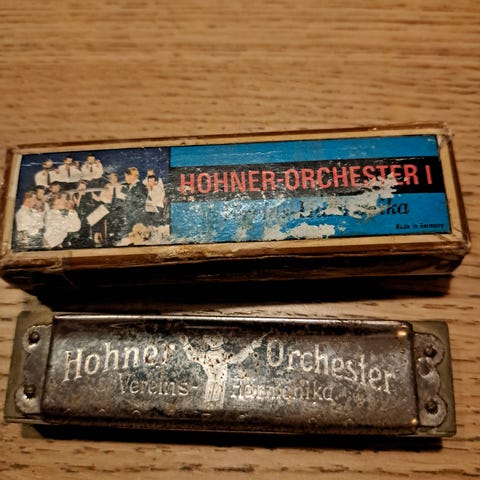 HOHNER-ORCHESTER I
Made in Germany
Hohner Orchester
Vereins- Harmonika